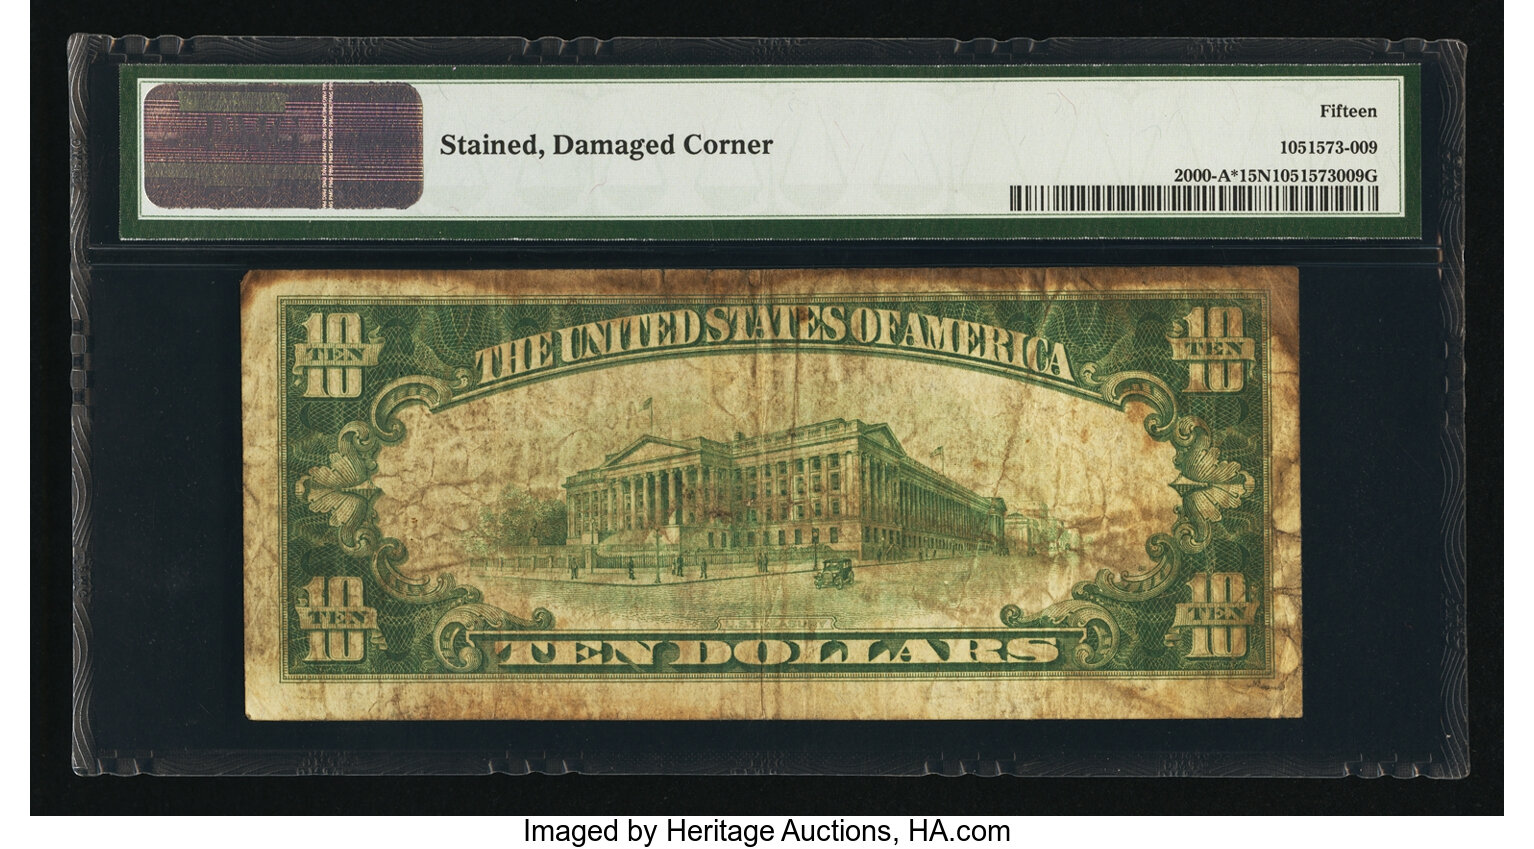 Stained, Damaged Corner
Fifteen
1051573-009
2000-A*15N1051573009G
THE UNITED STATES OF AMERICA
10
TEN
10
10
TEN
10
10
TEN
10
10
TEN
10
U.S. TREASURY
TEN DOLLARS
Imaged by Heritage Auctions, HA.com